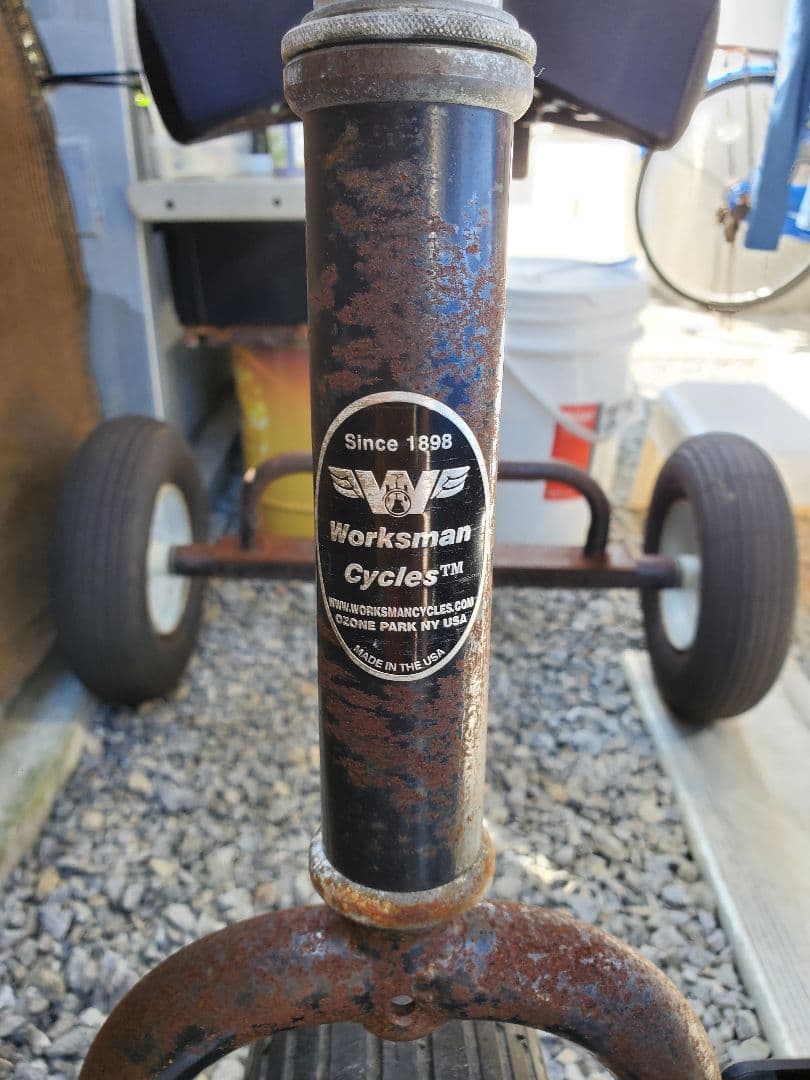 Since 1898
W
Worksman
Cycles™
WWW.WORKSMANCYCLES.COM
OZONE PARK NY USA
MADE IN THE USA